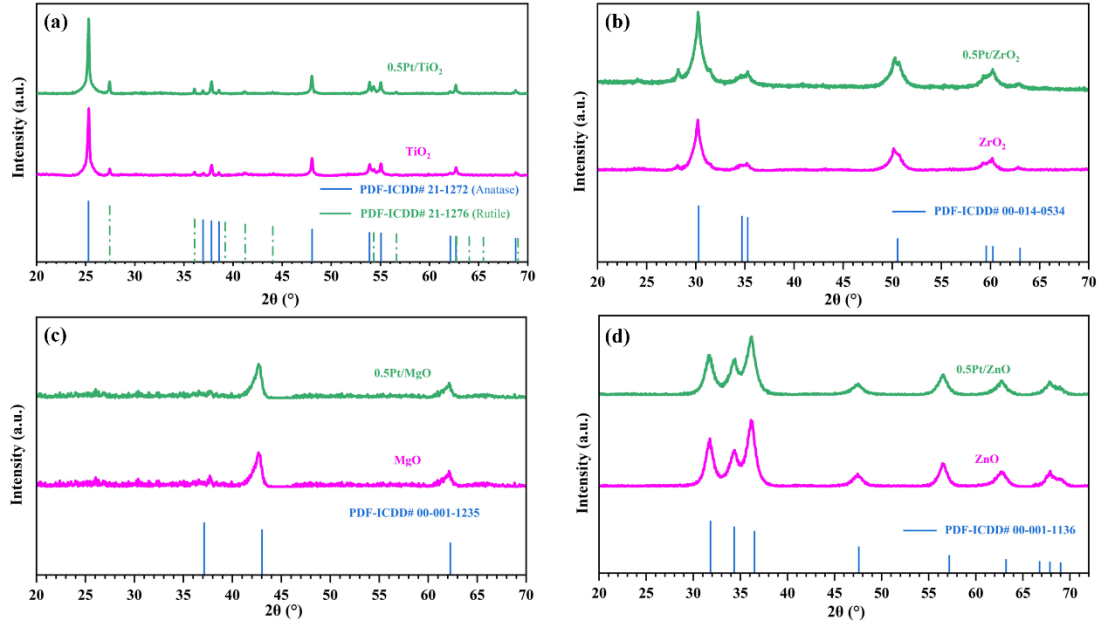 (a)
0.5Pt/TiO₂
TiO₂
PDF-ICDD# 21-1272 (Anatase)
PDF-ICDD# 21-1276 (Rutile)
Intensity (a.u.)
20 25 30 35 40 45 50 55 60 65 70
2θ (°)
(b)
0.5Pt/ZrO₂
ZrO₂
PDF-ICDD# 00-014-0534
Intensity (a.u.)
20 25 30 35 40 45 50 55 60 65 70
2θ (°)
(c)
0.5Pt/MgO
MgO
PDF-ICDD# 00-001-1235
Intensity (a.u.)
20 25 30 35 40 45 50 55 60 65 70
2θ (°)
(d)
0.5Pt/ZnO
ZnO
PDF-ICDD# 00-001-1136
Intensity (a.u.)
20 25 30 35 40 45 50 55 60 65 70
2θ (°)